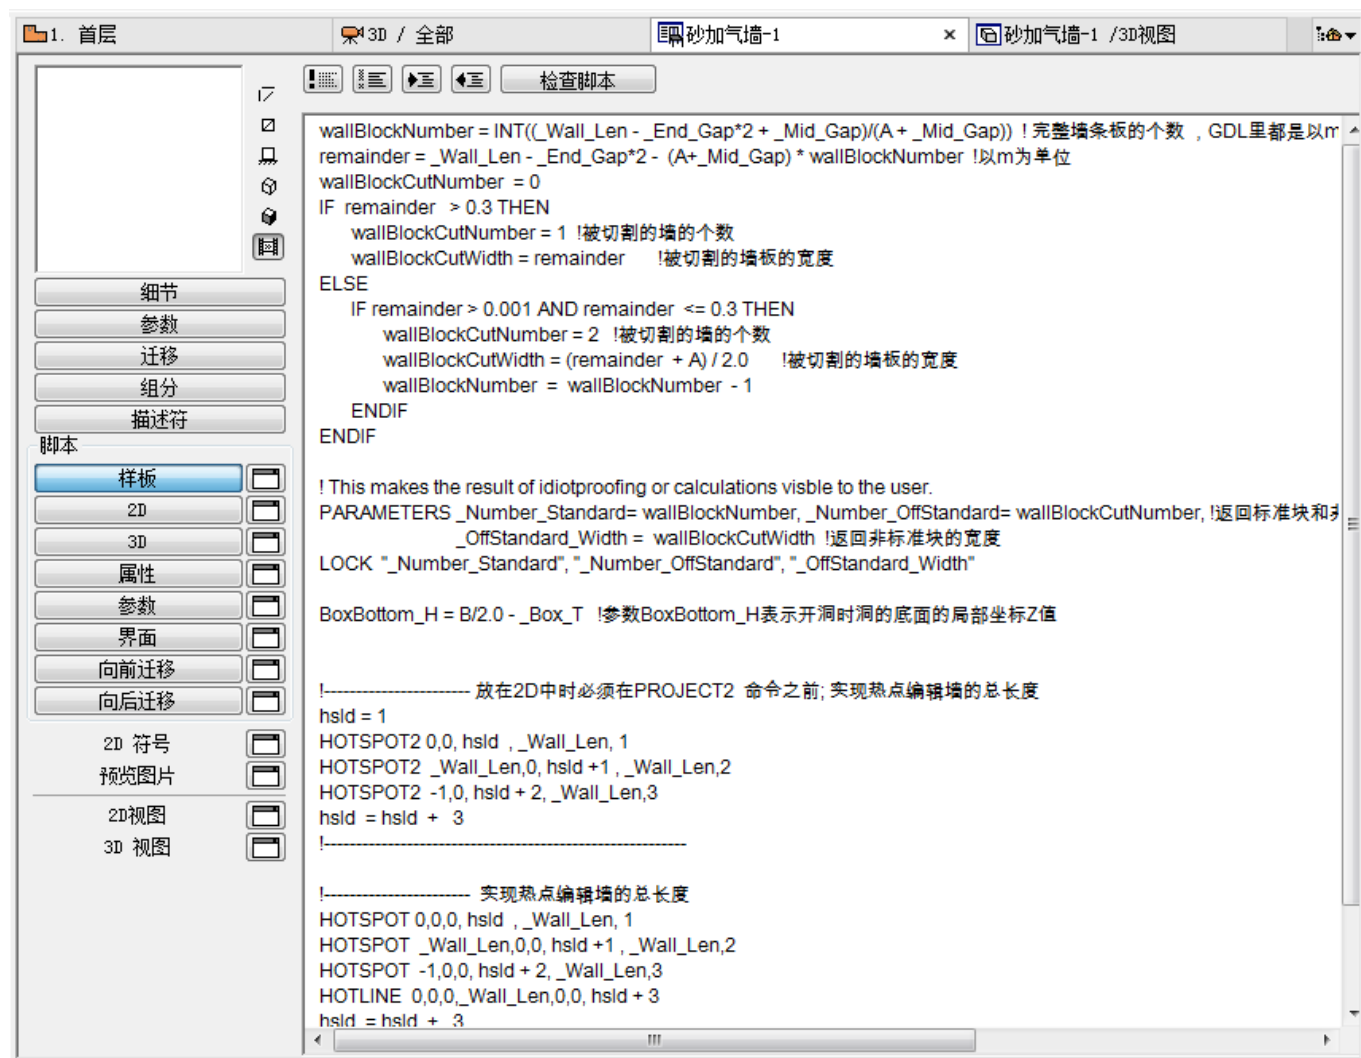 1. 首层
3D / 全部
砂加气墙-1
砂加气墙-1 /3D视图
检查脚本
细节
参数
迁移
组分
描述符
脚本
样板
2D
3D
属性
参数
界面
向前迁移
向后迁移
2D 符号
预览图片
2D视图
3D 视图
wallBlockNumber = INT((_Wall_Len - _End_Gap*2 + _Mid_Gap)/(A + _Mid_Gap)) ! 完整墙条板的个数 , GDL里都是以m
remainder = _Wall_Len - _End_Gap*2 - (A+_Mid_Gap) * wallBlockNumber !以m为单位
wallBlockCutNumber = 0
IF remainder > 0.3 THEN
wallBlockCutNumber = 1 !被切割的墙的个数
wallBlockCutWidth = remainder !被切割的墙板的宽度
ELSE
IF remainder > 0.001 AND remainder <= 0.3 THEN
wallBlockCutNumber = 2 !被切割的墙的个数
wallBlockCutWidth = (remainder + A) / 2.0 !被切割的墙板的宽度
wallBlockNumber = wallBlockNumber - 1
ENDIF
ENDIF
! This makes the result of idiotproofing or calculations visble to the user.
PARAMETERS _Number_Standard= wallBlockNumber, _Number_OffStandard= wallBlockCutNumber, !返回标准块和
_OffStandard_Width = wallBlockCutWidth !返回非标准块的宽度
LOCK "_Number_Standard", "_Number_OffStandard", "_OffStandard_Width"
BoxBottom_H = B/2.0 - _Box_T !参数BoxBottom_H表示开洞时洞的底面的局部坐标Z值
!----------------------- 放在2D中时必须在PROJECT2 命令之前; 实现热点编辑墙的总长度
hsId = 1
HOTSPOT2 0,0, hsId , _Wall_Len, 1
HOTSPOT2 _Wall_Len,0, hsId +1 , _Wall_Len,2
HOTSPOT2 -1,0, hsId + 2, _Wall_Len,3
hsId = hsId + 3
!---------------------------------------------------------
!----------------------- 实现热点编辑墙的总长度
HOTSPOT 0,0,0, hsId , _Wall_Len, 1
HOTSPOT _Wall_Len,0,0, hsId +1 , _Wall_Len,2
HOTSPOT -1,0,0, hsId + 2, _Wall_Len,3
HOTLINE 0,0,0,_Wall_Len,0,0, hsId + 3
hsId = hsId + 3